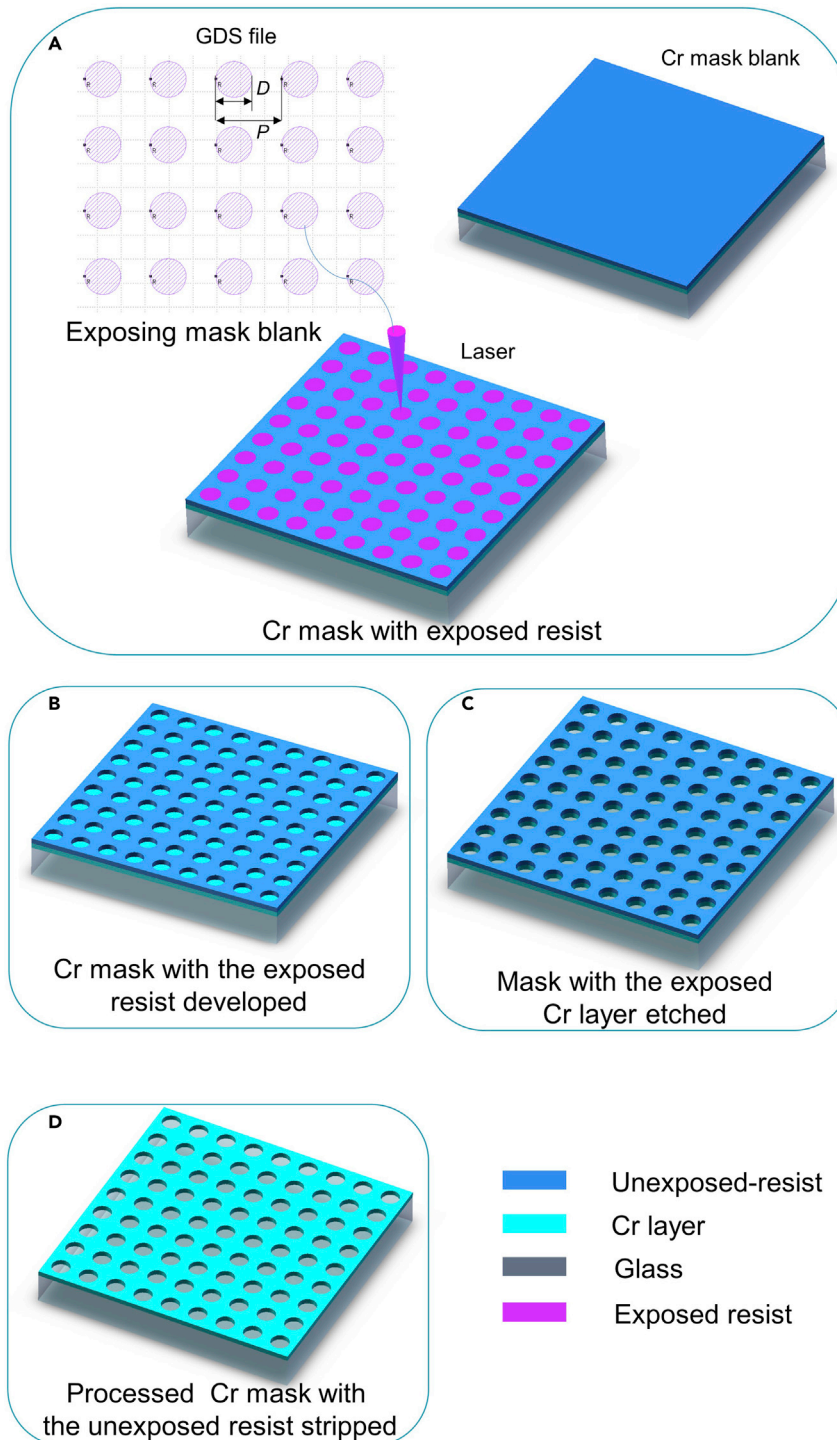 A
GDS file
Cr mask blank
R R R R R
D
P
R R R R R
R R R R R
R R R R R
Exposing mask blank
Laser
Cr mask with exposed resist
B
Cr mask with the exposed
resist developed
C
Mask with the exposed
Cr layer etched
D
Processed Cr mask with
the unexposed resist stripped
Unexposed-resist
Cr layer
Glass
Exposed resist